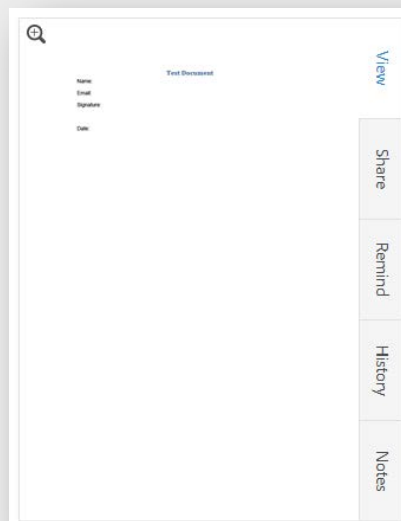 Test Document
Name:
Email:
Signature:
Date:
View
Share
Remind
History
Notes